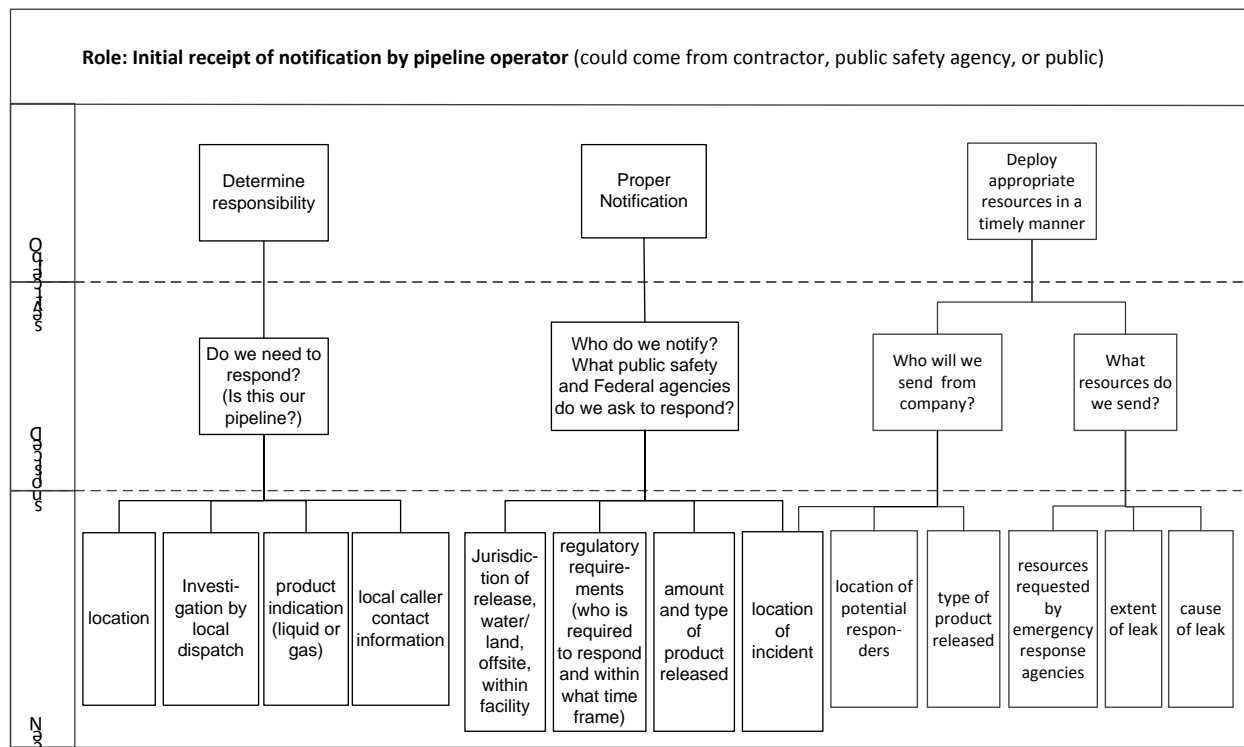 Role: Initial receipt of notification by pipeline operator (could come from contractor, public safety agency, or public)
Determine
responsibility
Proper
Notification
Deploy
appropriate
resources in a
timely manner
Do we need to
respond?
(Is this our
pipeline?)
Who do we notify?
What public safety
and Federal agencies
do we ask to respond?
Who will we
send from
company?
What
resources do
we send?
location
Investi-
gation by
local
dispatch
product
indication
(liquid or
gas)
local caller
contact
information
Jurisdic-
tion of
release,
water/
land,
offsite,
within
facility
regulatory
require-
ments
(who is
required
to respond
and within
what time
frame)
amount
and type
of
product
released
location
of
incident
location of
potential
respon-
ders
type of
product
released
resources
requested
by
emergency
response
agencies
extent
of leak
cause
of leak